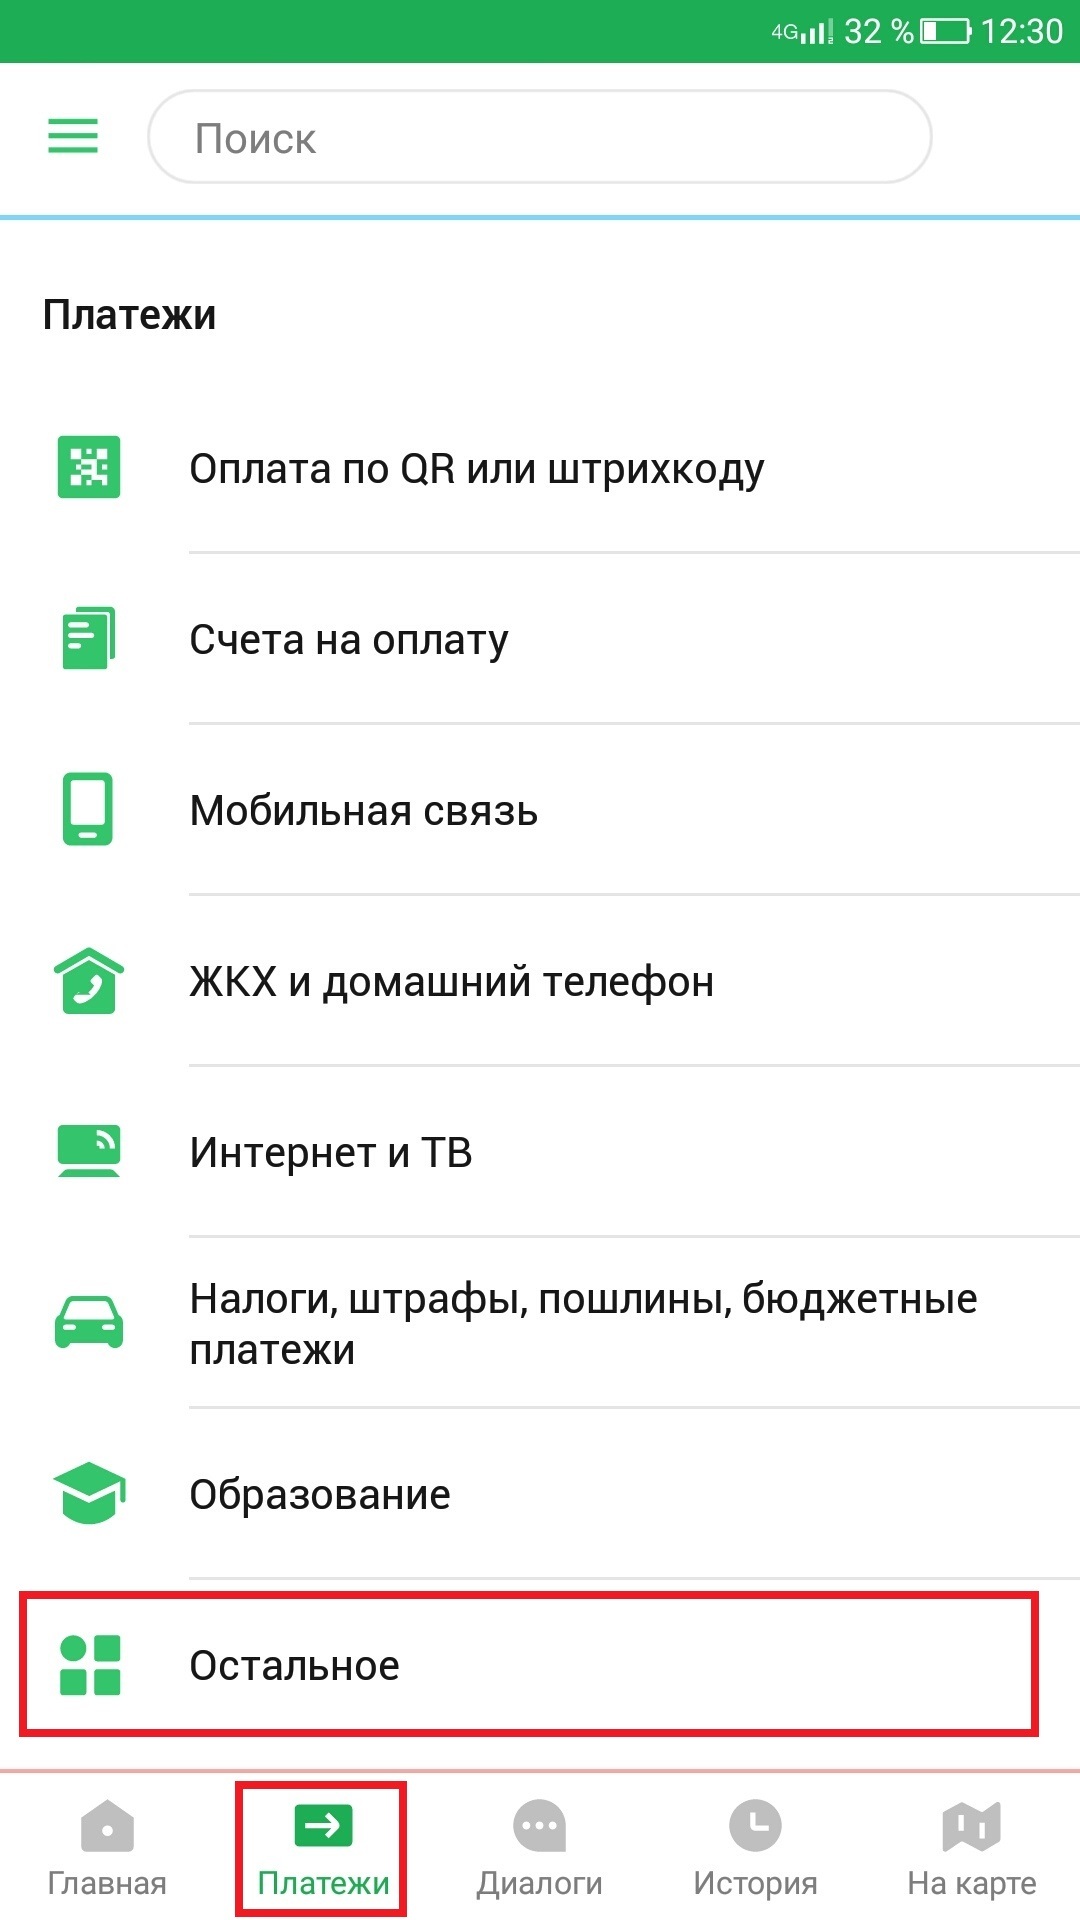 4G 32 % 12:30
Поиск
Платежи
Оплата по QR или штрихкоду
Счета на оплату
Мобильная связь
ЖКХ и домашний телефон
Интернет и ТВ
Налоги, штрафы, пошлины, бюджетные
платежи
Образование
Остальное
Главная Платежи Диалоги История На карте